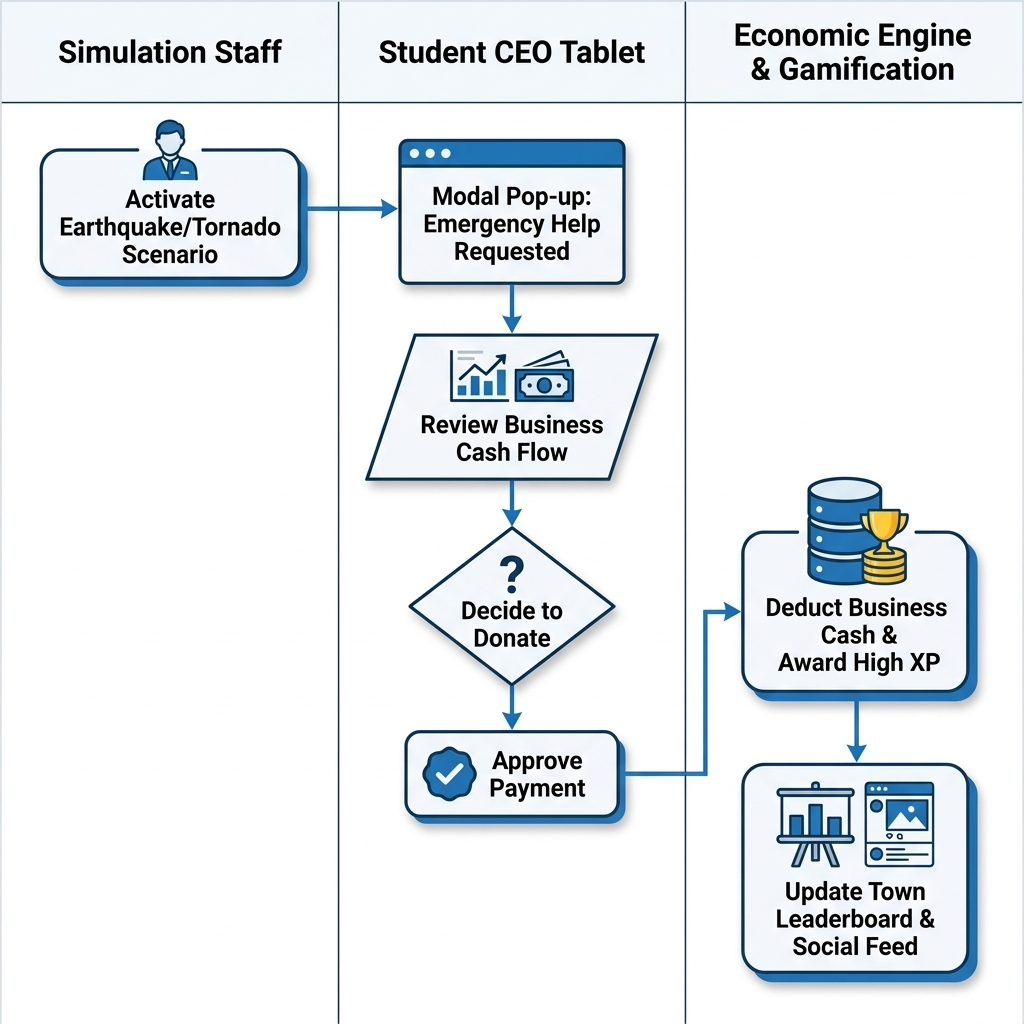 Simulation Staff
Student CEO Tablet
Economic Engine
& Gamification
Activate
Earthquake/Tornado
Scenario
Modal Pop-up:
Emergency Help
Requested
Review Business
Cash Flow
?
Decide to
Donate
Approve
Payment
Deduct Business
Cash &
Award High XP
Update Town
Leaderboard &
Social Feed